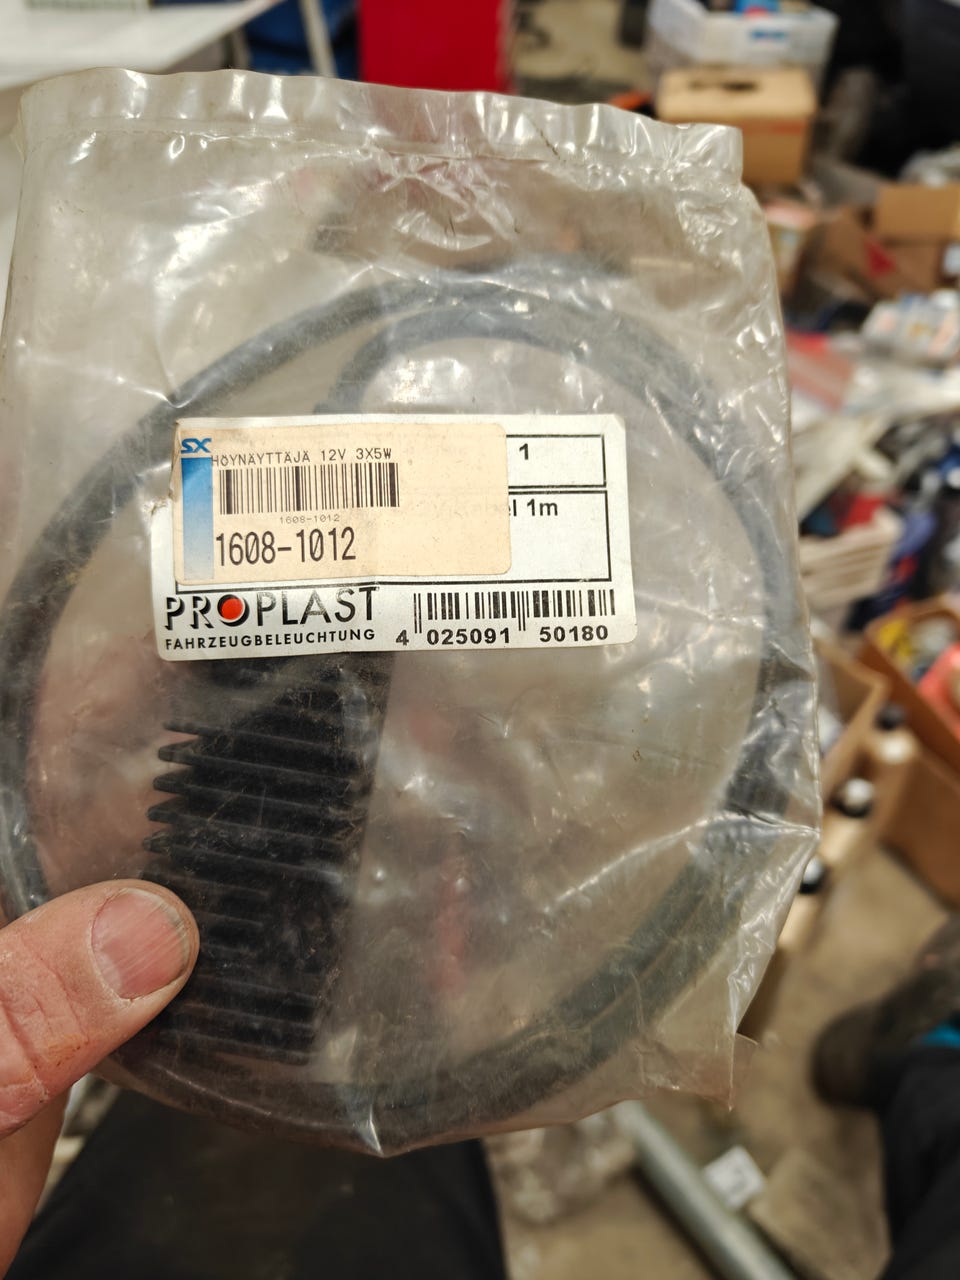 SX
HÖYNÄYTTÄJÄ 12V 3X5W
1608-1012
1608-1012
1
l 1m
PROPLAST
FAHRZEUGBELEUCHTUNG
4 025091 50180